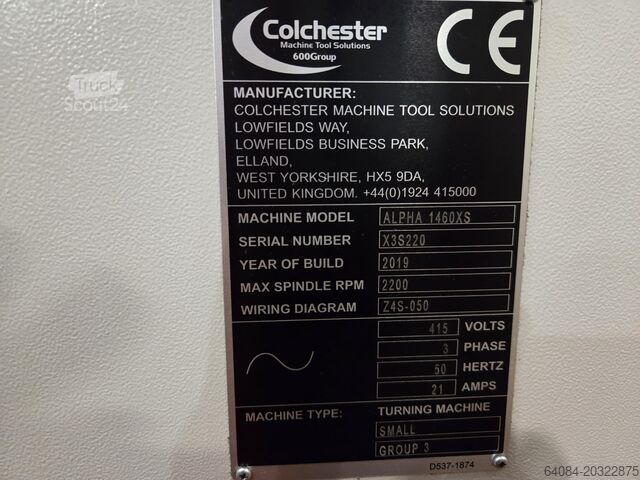 Colchester
Machine Tool Solutions
600Group
CE
MANUFACTURER:
COLCHESTER MACHINE TOOL SOLUTIONS
LOWFIELDS WAY,
LOWFIELDS BUSINESS PARK,
ELLAND,
WEST YORKSHIRE, HX5 9DA,
UNITED KINGDOM. +44(0)1924 415000
MACHINE MODEL ALPHA 1460XS
SERIAL NUMBER X3S220
YEAR OF BUILD 2019
MAX SPINDLE RPM 2200
WIRING DIAGRAM Z4S-050
415 VOLTS
3 PHASE
50 HERTZ
21 AMPS
MACHINE TYPE: TURNING MACHINE
SMALL
GROUP 3
D537-1874
Truck
Scout24
64084-20322875